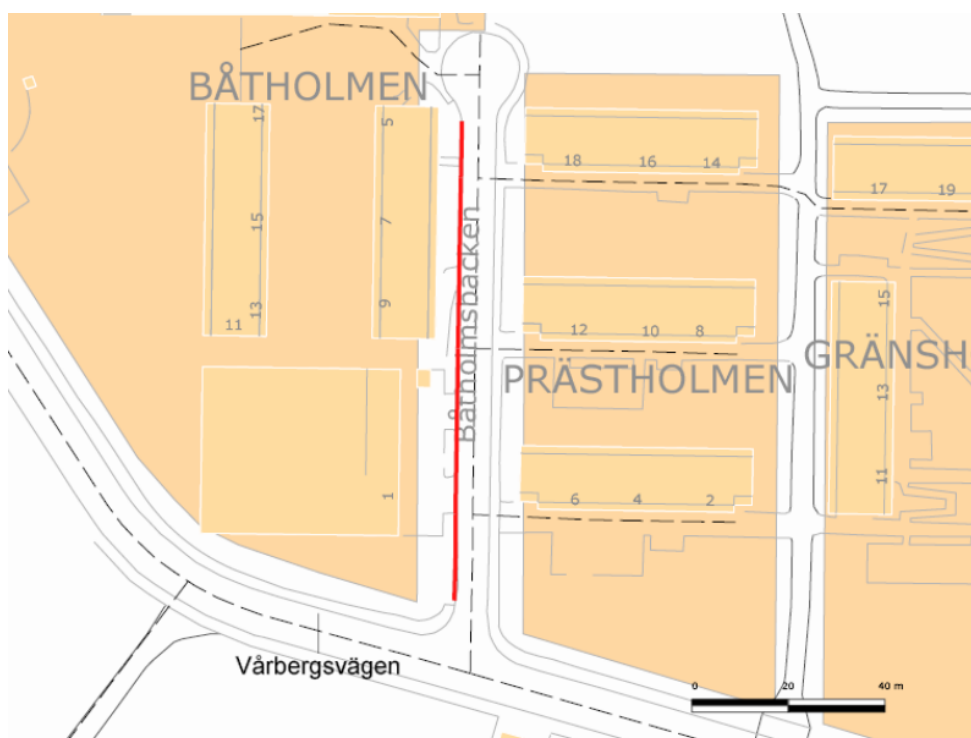 BÅTHOLMEN
17
5
18 16 14
17 19
15
7
Båtholmsbacken
13
9
11
12 10 8
15
PRÄSTHOLMEN
GRÄNSH
13
1
6 4 2
11
Vårbergsvägen
0 20 40 m